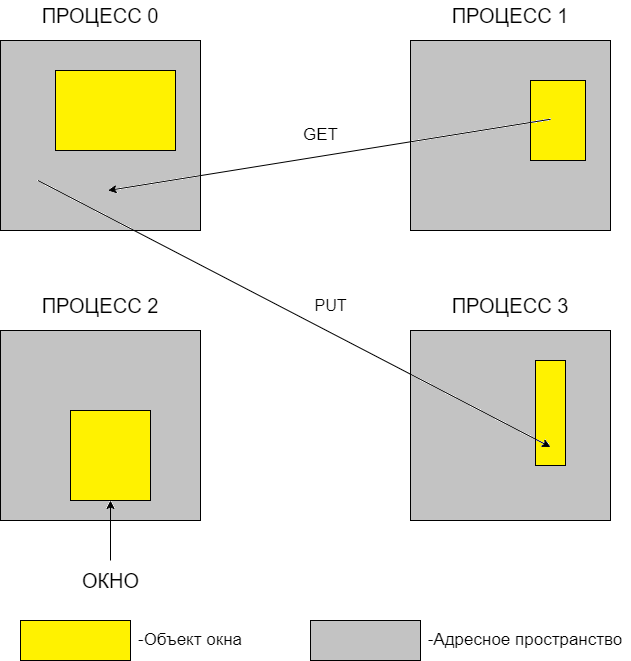 ПРОЦЕСС 0
ПРОЦЕСС 1
GET
PUT
ПРОЦЕСС 2
ПРОЦЕСС 3
ОКНО
-Объект окна
-Адресное пространство